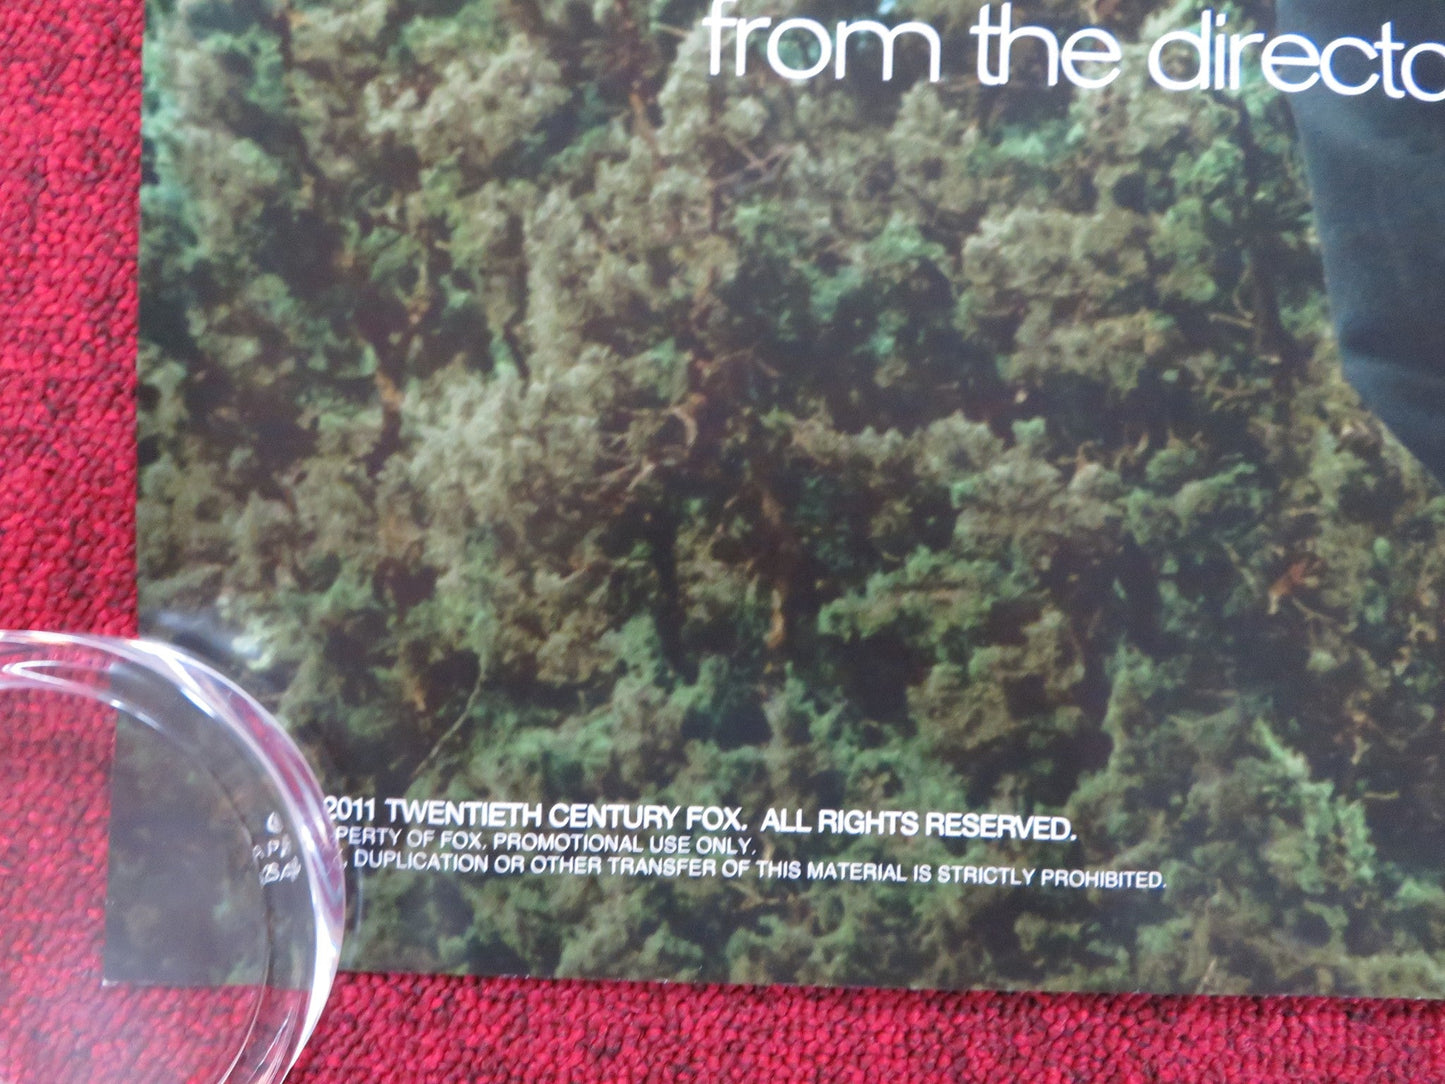 from the directo
2011 TWENTIETH CENTURY FOX. ALL RIGHTS RESERVED.
PERTY OF FOX. PROMOTIONAL USE ONLY.
, DUPLICATION OR OTHER TRANSFER OF THIS MATERIAL IS STRICTLY PROHIBITED.